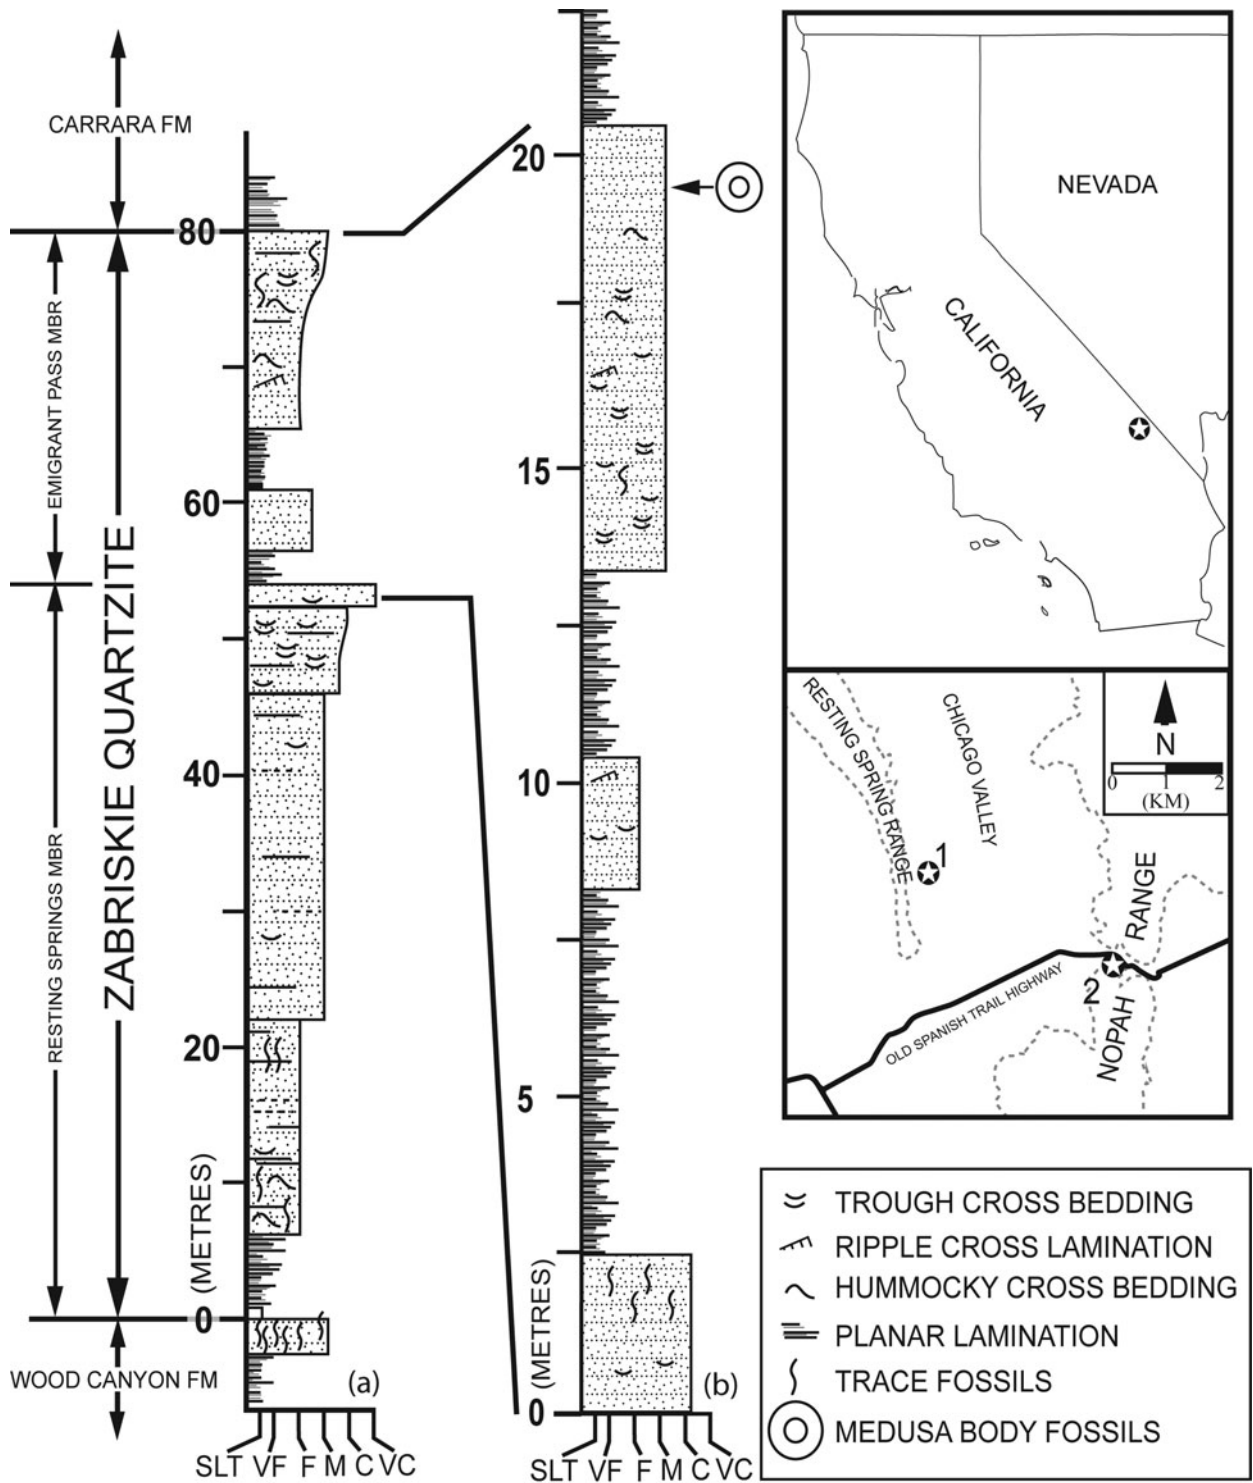 CARRARA FM
EMIGRANT PASS MBR
RESTING SPRINGS MBR
ZABRISKIE QUARTZITE
WOOD CANYON FM
80
60
40
20
0
(METRES)
(a)
SLT VF F M C VC
20
15
10
5
0
(METRES)
(b)
SLT VF F M C VC
NEVADA
CALIFORNIA
RESTING SPRING RANGE
CHICAGO VALLEY
N
0 1 2
(KM)
1
2
NOPAH RANGE
OLD SPANISH TRAIL HIGHWAY
TROUGH CROSS BEDDING
RIPPLE CROSS LAMINATION
HUMMOCKY CROSS BEDDING
PLANAR LAMINATION
TRACE FOSSILS
MEDUSA BODY FOSSILS